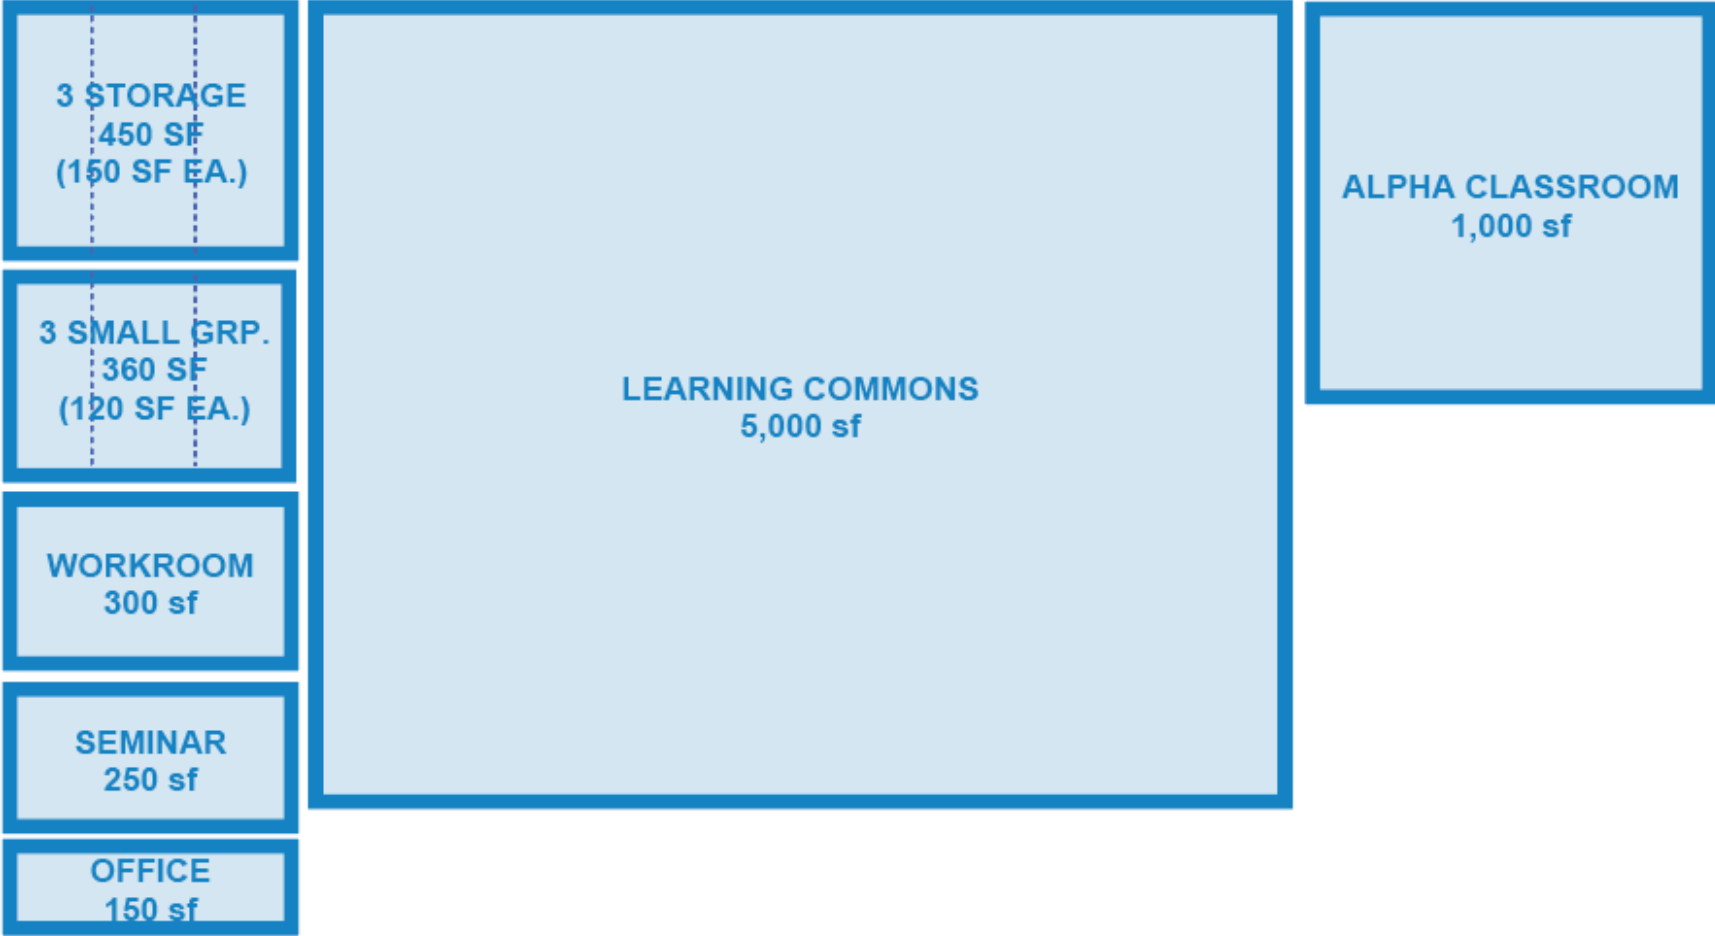 3 STORAGE
450 SF
(150 SF EA.)
3 SMALL GRP.
360 SF
(120 SF EA.)
WORKROOM
300 sf
SEMINAR
250 sf
OFFICE
150 sf
LEARNING COMMONS
5,000 sf
ALPHA CLASSROOM
1,000 sf